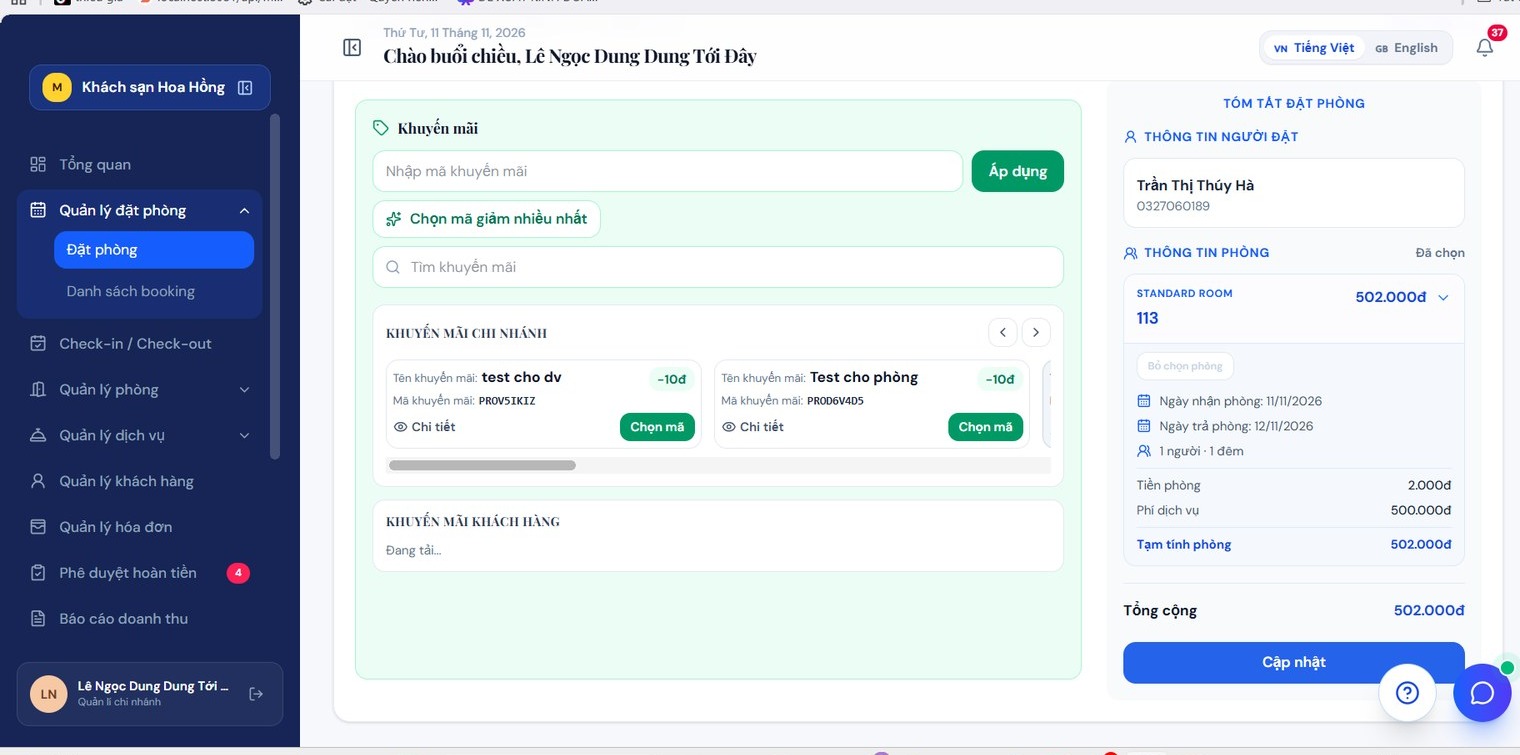 Thứ Tư, 11 Tháng 11, 2026
Chào buổi chiều, Lê Ngọc Dung Dung Tới Đây
VN Tiếng Việt GB English
37
M Khách sạn Hoa Hồng
Tổng quan
Quản lý đặt phòng
Đặt phòng
Danh sách booking
Check-in / Check-out
Quản lý phòng
Quản lý dịch vụ
Quản lý khách hàng
Quản lý hóa đơn
Phê duyệt hoàn tiền 4
Báo cáo doanh thu
LN
Lê Ngọc Dung Dung Tới ...
Quản lí chi nhánh
Khuyến mãi
Nhập mã khuyến mãi
Áp dụng
Chọn mã giảm nhiều nhất
Tìm khuyến mãi
KHUYẾN MÃI CHI NHÁNH
Tên khuyến mãi: test cho dv -10đ
Mã khuyến mãi: PROV5IKIZ
Chi tiết Chọn mã
Tên khuyến mãi: Test cho phòng -10đ
Mã khuyến mãi: PROD6V4D5
Chi tiết Chọn mã
KHUYẾN MÃI KHÁCH HÀNG
Đang tải...
TÓM TẮT ĐẶT PHÒNG
THÔNG TIN NGƯỜI ĐẶT
Trần Thị Thúy Hà
0327060189
THÔNG TIN PHÒNG Đã chọn
STANDARD ROOM
502.000đ
113
Bỏ chọn phòng
Ngày nhận phòng: 11/11/2026
Ngày trả phòng: 12/11/2026
1 người · 1 đêm
Tiền phòng 2.000đ
Phí dịch vụ 500.000đ
Tạm tính phòng 502.000đ
Tổng cộng 502.000đ
Cập nhật